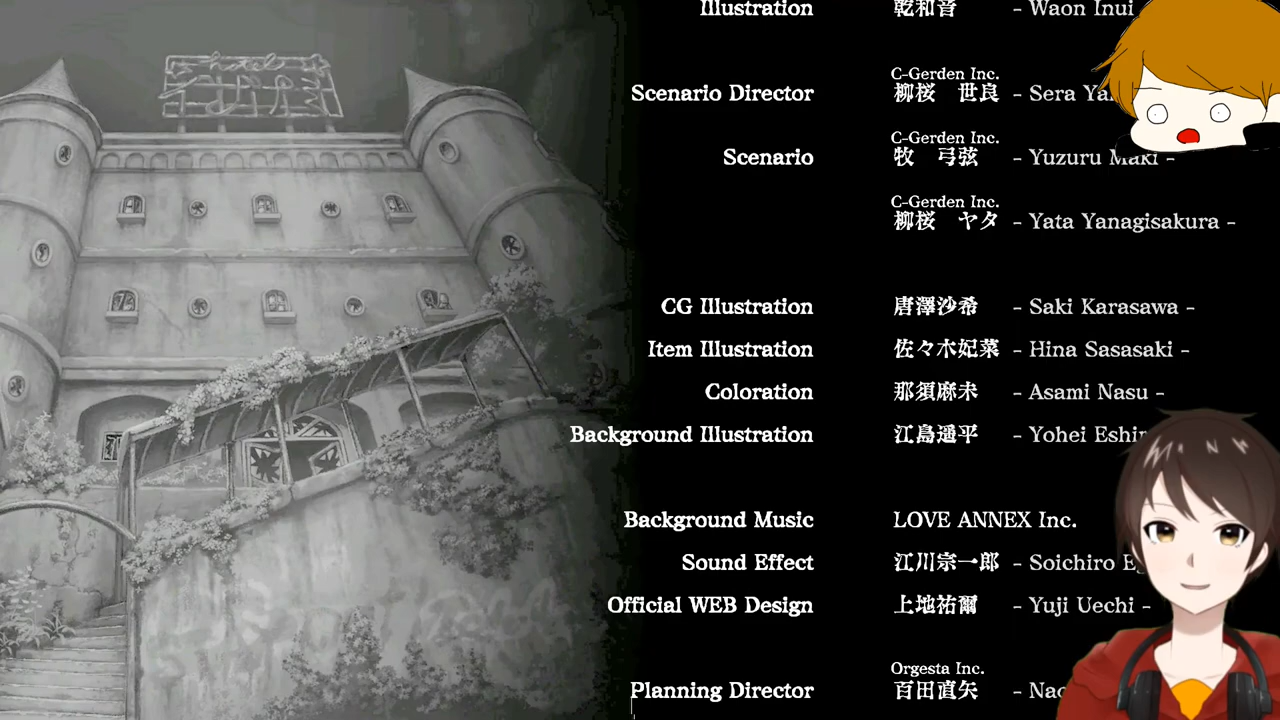 hotel
Illustration 乾和音 - Waon Inui
C-Gerden Inc.
Scenario Director 柳桜 世良 - Sera
C-Gerden Inc.
Scenario 牧 弓弦 - Yuzuru Maki -
C-Gerden Inc.
柳桜 ヤタ - Yata Yanagisakura -
CG Illustration 唐澤沙希 - Saki Karasawa -
Item Illustration 佐々木妃菜 - Hina Sasasaki -
Coloration 那須麻未 - Asami Nasu -
Background Illustration 江島遥平 - Yohei
Background Music LOVE ANNEX Inc.
Sound Effect 江川宗一郎 - Soichiro
Official WEB Design 上地祐爾 - Yuji Uechi -
Orgesta Inc.
Planning Director 百田直矢 -